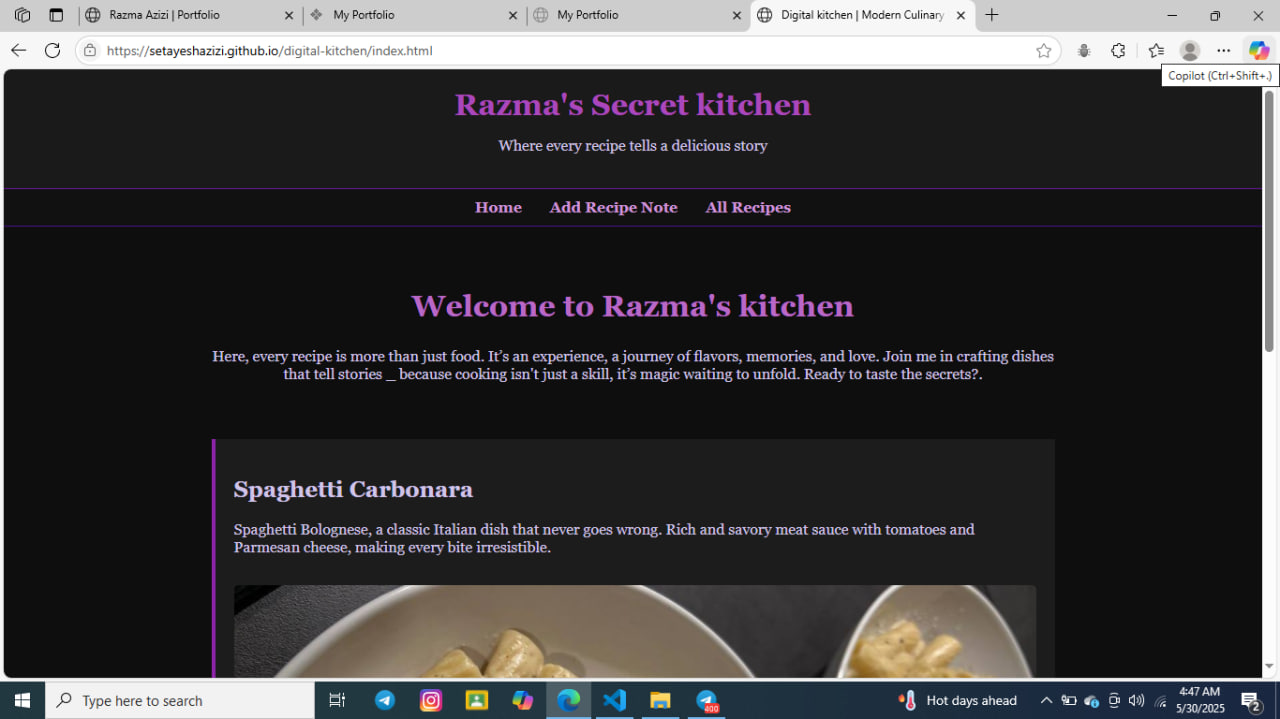 Razma Azizi | Portfolio
My Portfolio
My Portfolio
Digital kitchen | Modern Culinary
https://setayeshazizi.github.io/digital-kitchen/index.html
Copilot (Ctrl+Shift+.)
Razma's Secret kitchen
Where every recipe tells a delicious story
Home Add Recipe Note All Recipes
Welcome to Razma's kitchen
Here, every recipe is more than just food. It’s an experience, a journey of flavors, memories, and love. Join me in crafting dishes
that tell stories _ because cooking isn’t just a skill, it’s magic waiting to unfold. Ready to taste the secrets?.
Spaghetti Carbonara
Spaghetti Bolognese, a classic Italian dish that never goes wrong. Rich and savory meat sauce with tomatoes and
Parmesan cheese, making every bite irresistible.
Type here to search
400
Hot days ahead
4:47 AM
5/30/2025
2